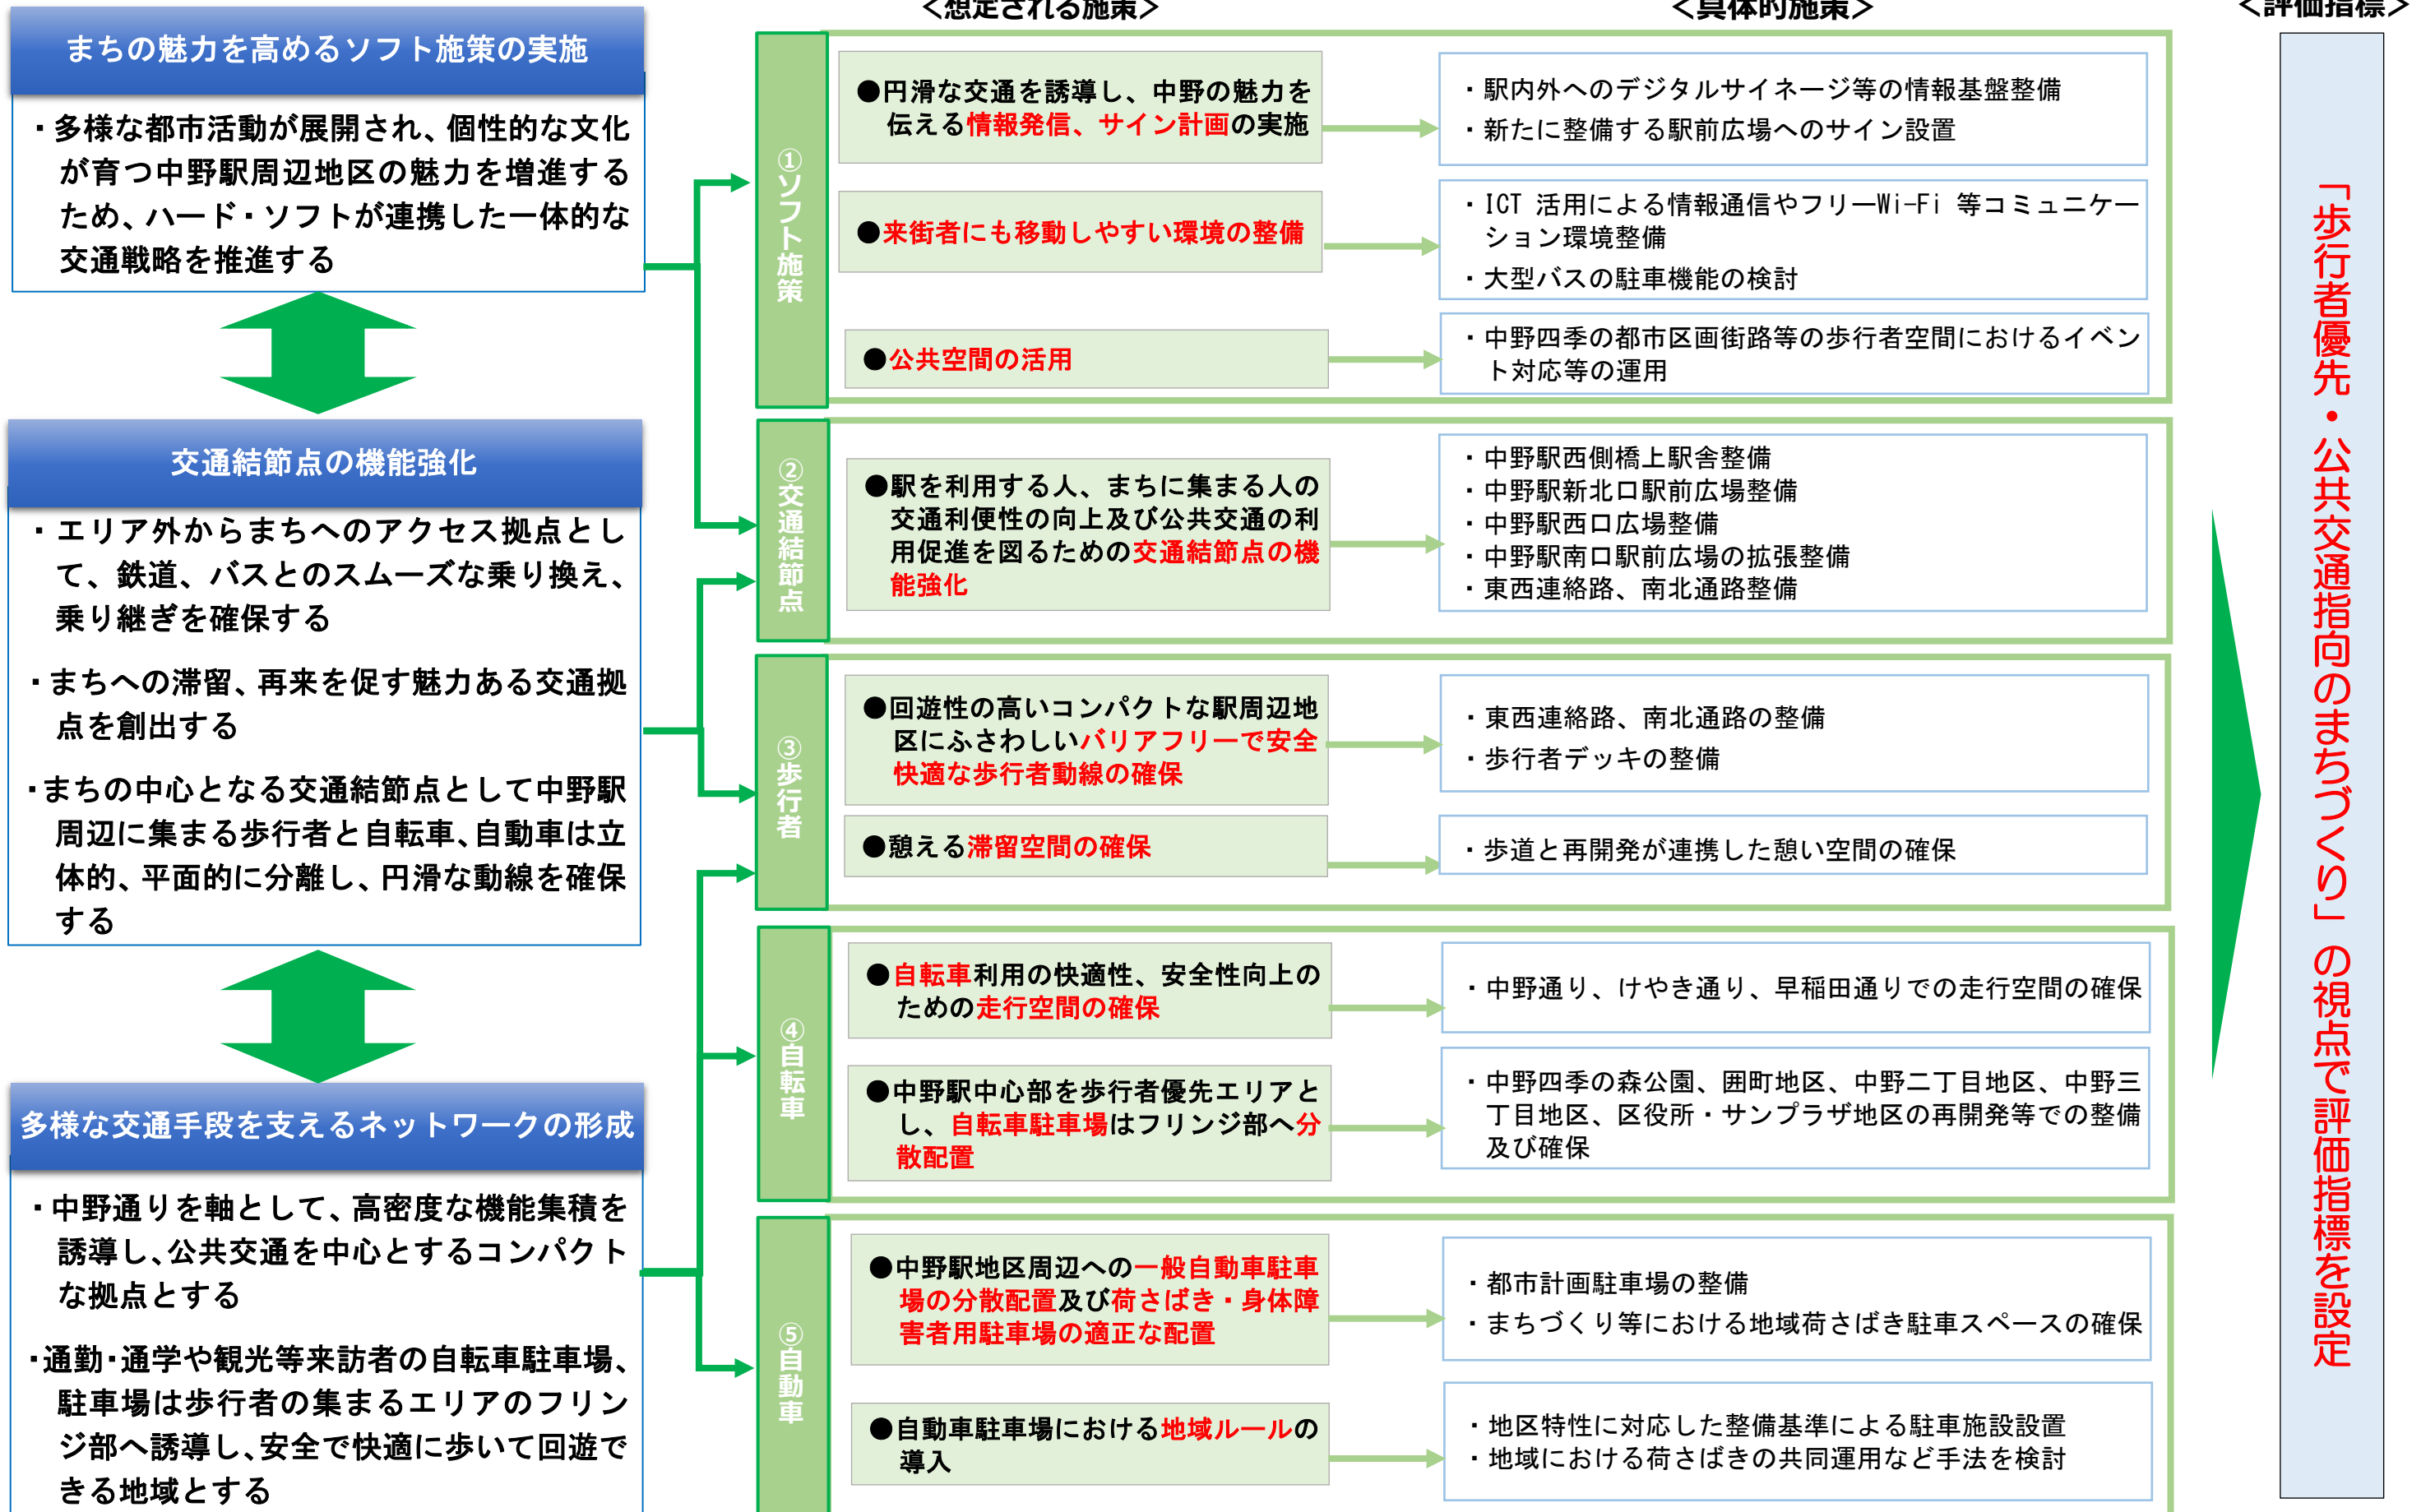 <想定される施策>
<具体的施策>
<評価指標>
まちの魅力を高めるソフト施策の実施
・多様な都市活動が展開され、個性的な文化
が育つ中野駅周辺地区の魅力を増進する
ため、ハード・ソフトが連携した一体的な
交通戦略を推進する
交通結節点の機能強化
・エリア外からまちへのアクセス拠点とし
て、鉄道、バスとのスムーズな乗り換え、
乗り継ぎを確保する
・まちへの滞留、再来を促す魅力ある交通拠
点を創出する
・まちの中心となる交通結節点として中野駅
周辺に集まる歩行者と自転車、自動車は立
体的、平面的に分離し、円滑な動線を確保
する
多様な交通手段を支えるネットワークの形成
・中野通りを軸として、高密度な機能集積を
誘導し、公共交通を中心とするコンパクト
な拠点とする
・通勤・通学や観光等来訪者の自転車駐車場、
駐車場は歩行者の集まるエリアのフリン
ジ部へ誘導し、安全で快適に歩いて回遊で
きる地域とする
①ソフト施策
●円滑な交通を誘導し、中野の魅力を
伝える情報発信、サイン計画の実施
・駅内外へのデジタルサイネージ等の情報基盤整備
・新たに整備する駅前広場へのサイン設置
●来街者にも移動しやすい環境の整備
・ICT 活用による情報通信やフリーWi-Fi 等コミュニケー
ション環境整備
・大型バスの駐車機能の検討
●公共空間の活用
・中野四季の都市区画街路等の歩行者空間におけるイベン
ト対応等の運用
②交通結節点
●駅を利用する人、まちに集まる人の
交通利便性の向上及び公共交通の利
用促進を図るための交通結節点の機
能強化
・中野駅西側橋上駅舎整備
・中野駅新北口駅前広場整備
・中野駅西口広場整備
・中野駅南口駅前広場の拡張整備
・東西連絡路、南北通路整備
③歩行者
●回遊性の高いコンパクトな駅周辺地
区にふさわしいバリアフリーで安全
快適な歩行者動線の確保
・東西連絡路、南北通路の整備
・歩行者デッキの整備
●憩える滞留空間の確保
・歩道と再開発が連携した憩い空間の確保
④自転車
●自転車利用の快適性、安全性向上の
ための走行空間の確保
・中野通り、けやき通り、早稲田通りでの走行空間の確保
●中野駅中心部を歩行者優先エリアと
し、自転車駐車場はフリンジ部へ分
散配置
・中野四季の森公園、囲町地区、中野二丁目地区、中野三
丁目地区、区役所・サンプラザ地区の再開発等での整備
及び確保
⑤自動車
●中野駅地区周辺への一般自動車駐車
場の分散配置及び荷さばき・身体障
害者用駐車場の適正な配置
・都市計画駐車場の整備
・まちづくり等における地域荷さばき駐車スペースの確保
●自動車駐車場における地域ルールの
導入
・地区特性に対応した整備基準による駐車施設設置
・地域における荷さばきの共同運用など手法を検討
「歩行者優先・公共交通指向のまちづくり」の視点で評価指標を設定